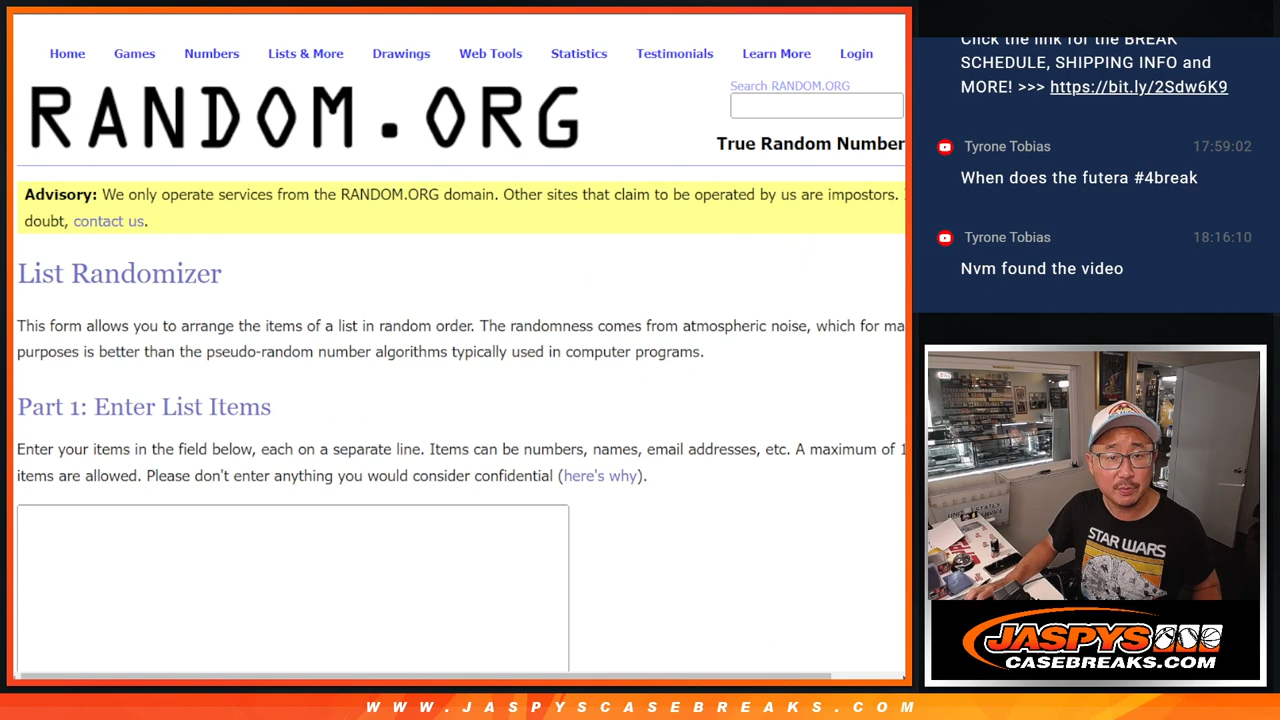 Home Games Numbers Lists & More Drawings Web Tools Statistics Testimonials Learn More Login
RANDOM.ORG
Search RANDOM.ORG
True Random Number
Advisory: We only operate services from the RANDOM.ORG domain. Other sites that claim to be operated by us are impostors.
doubt, contact us.
List Randomizer
This form allows you to arrange the items of a list in random order. The randomness comes from atmospheric noise, which for ma
purposes is better than the pseudo-random number algorithms typically used in computer programs.
Part 1: Enter List Items
Enter your items in the field below, each on a separate line. Items can be numbers, names, email addresses, etc. A maximum of 1
items are allowed. Please don't enter anything you would consider confidential (here's why).
Click the link for the BREAK
SCHEDULE, SHIPPING INFO and
MORE! >>> https://bit.ly/2Sdw6K9
Tyrone Tobias 17:59:02
When does the futera #4break
Tyrone Tobias 18:16:10
Nvm found the video
STAR WARS
JASPYS
CASEBREAKS.COM
WWW.JASPYSCASEBREAKS.COM